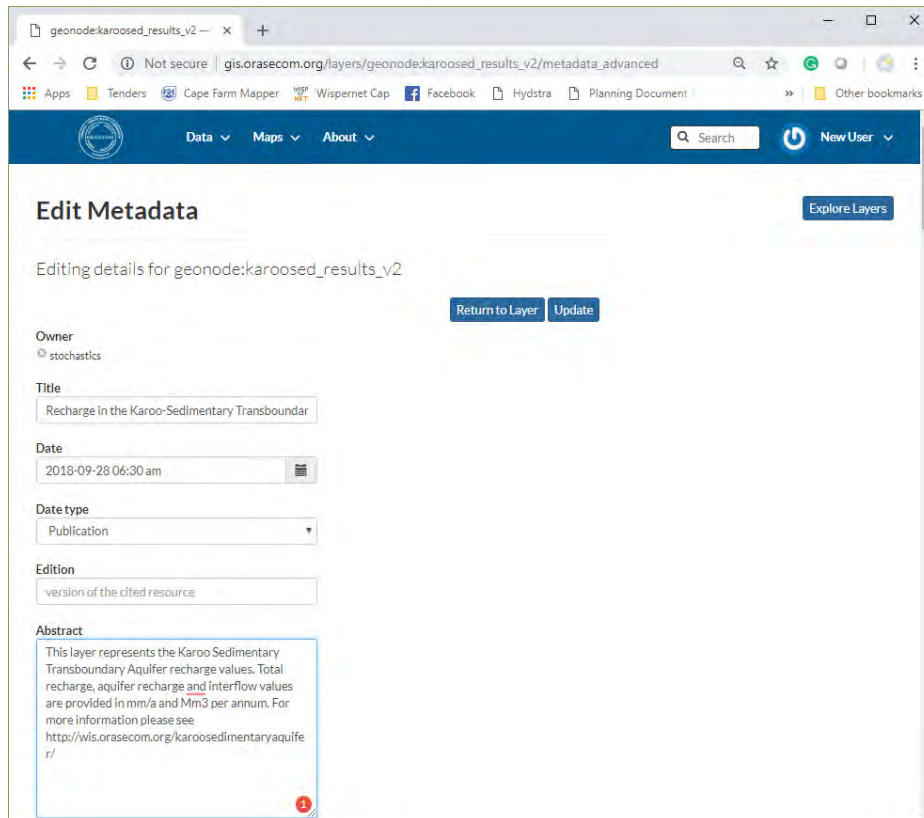 geonode:karoosed_results_v2 —
Not secure | gis.orasecom.org/layers/geonode:karoosed_results_v2/metadata_advanced
Apps Tenders Cape Farm Mapper WISP NET Wispernet Cap Facebook Hydstra Planning Document » Other bookmarks
ORASECOM Data Maps About Search New User
Edit Metadata
Explore Layers
Editing details for geonode:karoosed_results_v2
Return to Layer Update
Owner
stochastics
Title
Recharge in the Karoo-Sedimentary Transboundar
Date
2018-09-28 06:30 am
Date type
Publication
Edition
version of the cited resource
Abstract
This layer represents the Karoo Sedimentary
Transboundary Aquifer recharge values. Total
recharge, aquifer recharge and interflow values
are provided in mm/a and Mm3 per annum. For
more information please see
http://wis.orasecom.org/karoosedimentaryaquife
r/
1